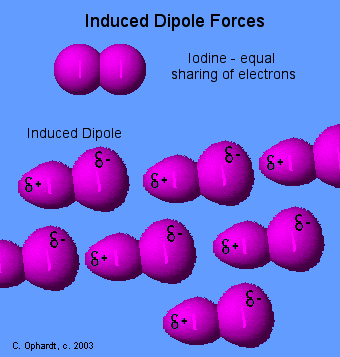 Induced Dipole Forces
Iodine - equal
sharing of electrons
Induced Dipole
δ+ δ-
δ+ δ-
δ+
δ-
δ+ δ-
δ+ δ-
δ+ δ-
C. Ophardt, c. 2003